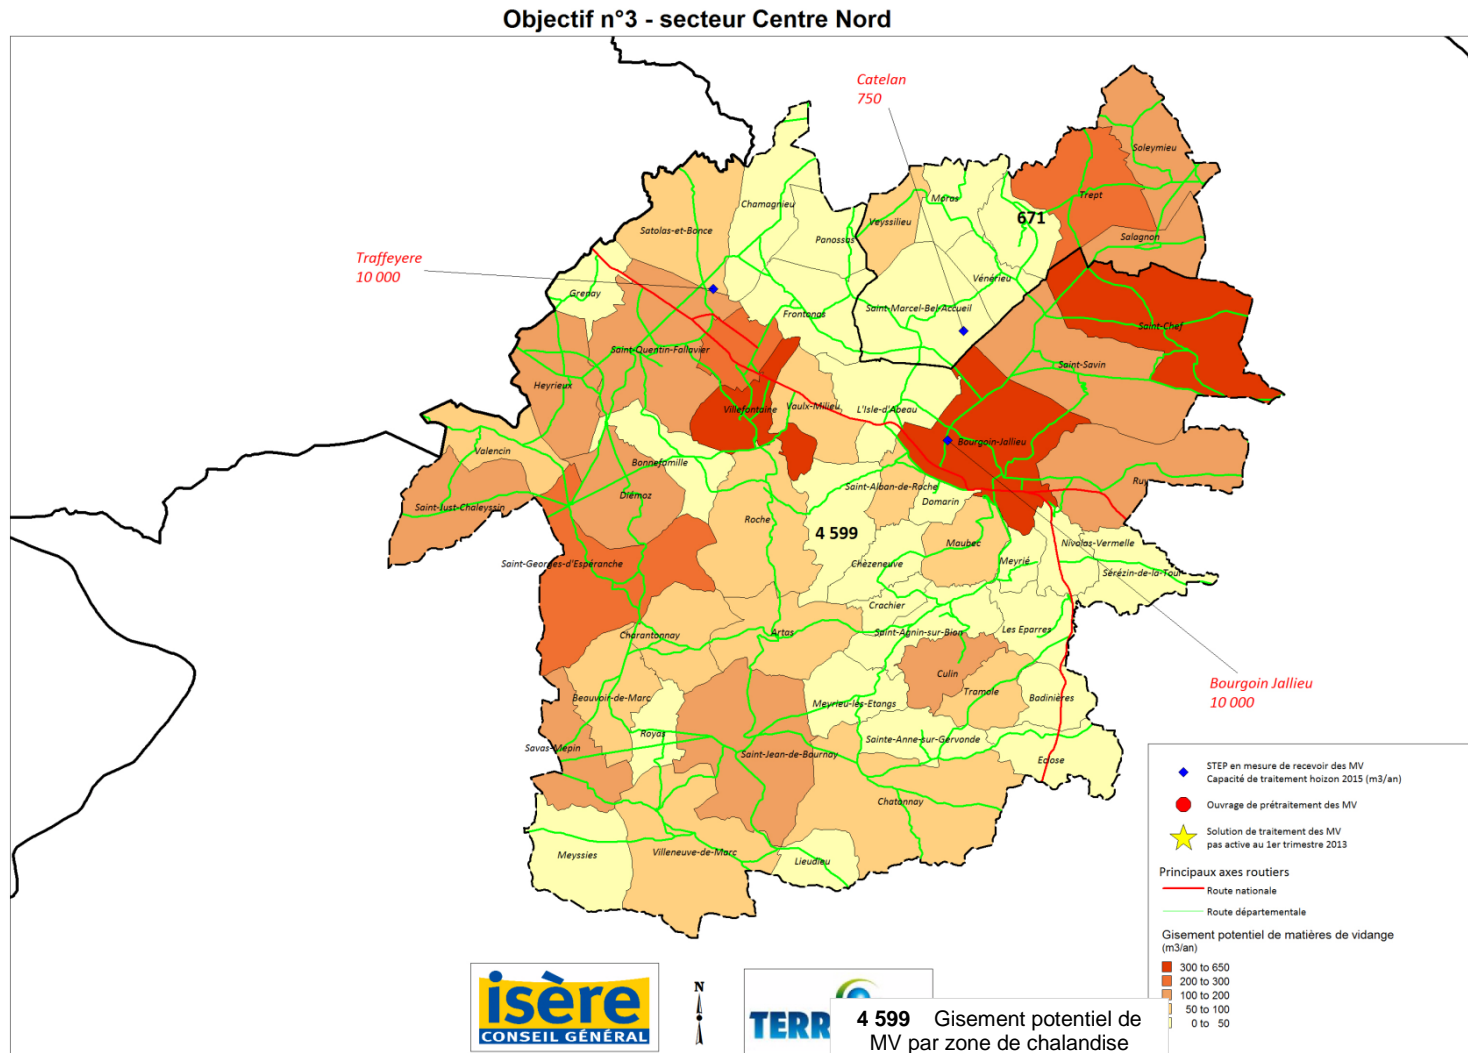 Objectif n°3 - secteur Centre Nord
Catelan
750
Soleymieu
Trept
Moras
671
Chamagnieu
Veyssilieu
Satolas-et-Bonce
Panossas
Salagnon
Traffeyere
10 000
Vénérieu
Grenay
Saint-Marcel-Bel-Accueil
Frontonas
Saint-Chef
Saint-Quentin-Fallavier
Saint-Savin
Heyrieux
Villefontaine
Vaulx-Milieu
L'Isle-d'Abeau
Bourgoin-Jallieu
Valencin
Bonnefamille
Ruy
Saint-Alban-de-Roche
Diémoz
Domarin
Saint-Just-Chaleyssin
Roche
4 599
Maubec
Nivolas-Vermelle
Saint-Georges-d'Espéranche
Chèzeneuve
Meyrié
Sérézin-de-la-Tour
Crachier
Charantonnay
Artas
Saint-Agnin-sur-Bion
Les Eparres
Culin
Bourgoin Jallieu
10 000
Beauvoir-de-Marc
Meyrieu-les-Etangs
Tramole
Badinières
Royas
Sainte-Anne-sur-Gervonde
Savas-Mépin
Saint-Jean-de-Bournay
Eclose
Chatonnay
Meyssies
Villeneuve-de-Marc
Lieudieu
STEP en mesure de recevoir des MV
Capacité de traitement hoizon 2015 (m3/an)
Ouvrage de prétraitement des MV
Solution de traitement des MV
pas active au 1er trimestre 2013
Principaux axes routiers
Route nationale
Route départementale
Gisement potentiel de matières de vidange
(m3/an)
300 to 650
200 to 300
100 to 200
50 to 100
0 to 50
isère
CONSEIL GÉNÉRAL
N
TERR
4 599 Gisement potentiel de
MV par zone de chalandise